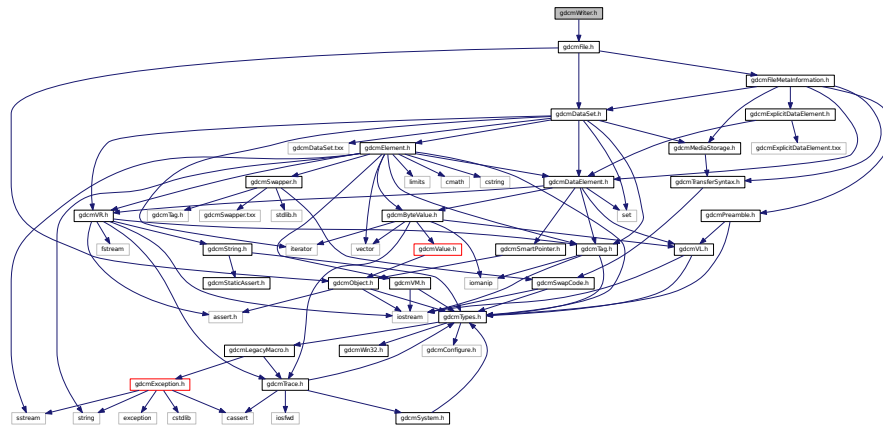 gdcmWriter.h
gdcmFile.h
gdcmFileMetaInformation.h
gdcmDataSet.h
gdcmExplicitDataElement.h
gdcmDataSet.txx
gdcmElement.h
gdcmMediaStorage.h
gdcmExplicitDataElement.txx
gdcmSwapper.h
limits
cmath
cstring
gdcmDataElement.h
gdcmTransferSyntax.h
gdcmVR.h
gdcmTag.h
gdcmSwapper.txx
stdlib.h
gdcmByteValue.h
set
gdcmPreamble.h
fstream
gdcmString.h
iterator
vector
gdcmValue.h
gdcmSmartPointer.h
gdcmTag.h
gdcmVL.h
gdcmStaticAssert.h
gdcmObject.h
gdcmVM.h
iomanip
gdcmSwapCode.h
assert.h
iostream
gdcmTypes.h
gdcmLegacyMacro.h
gdcmWin32.h
gdcmConfigure.h
gdcmException.h
gdcmTrace.h
sstream
string
exception
cstdlib
cassert
iosfwd
gdcmSystem.h